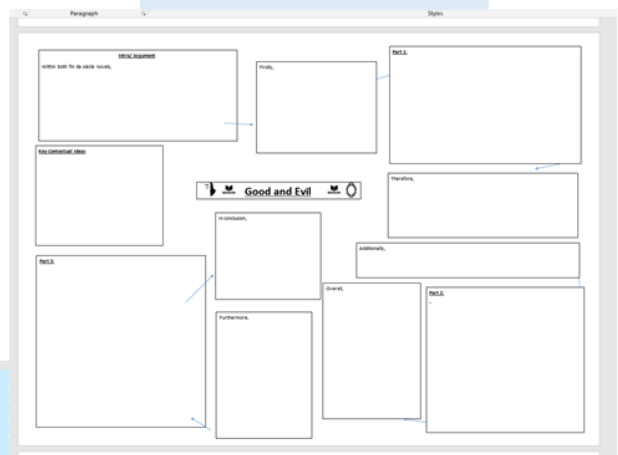 Paragraph
Styles
Intro/ Argument
Within both fin de siècle novels,
Firstly,
Part 1:
Key Contextual Ideas
Therefore,
Good and Evil
In conclusion,
Additionally,
Part 3:
Overall,
Part 2:
-
Furthermore,